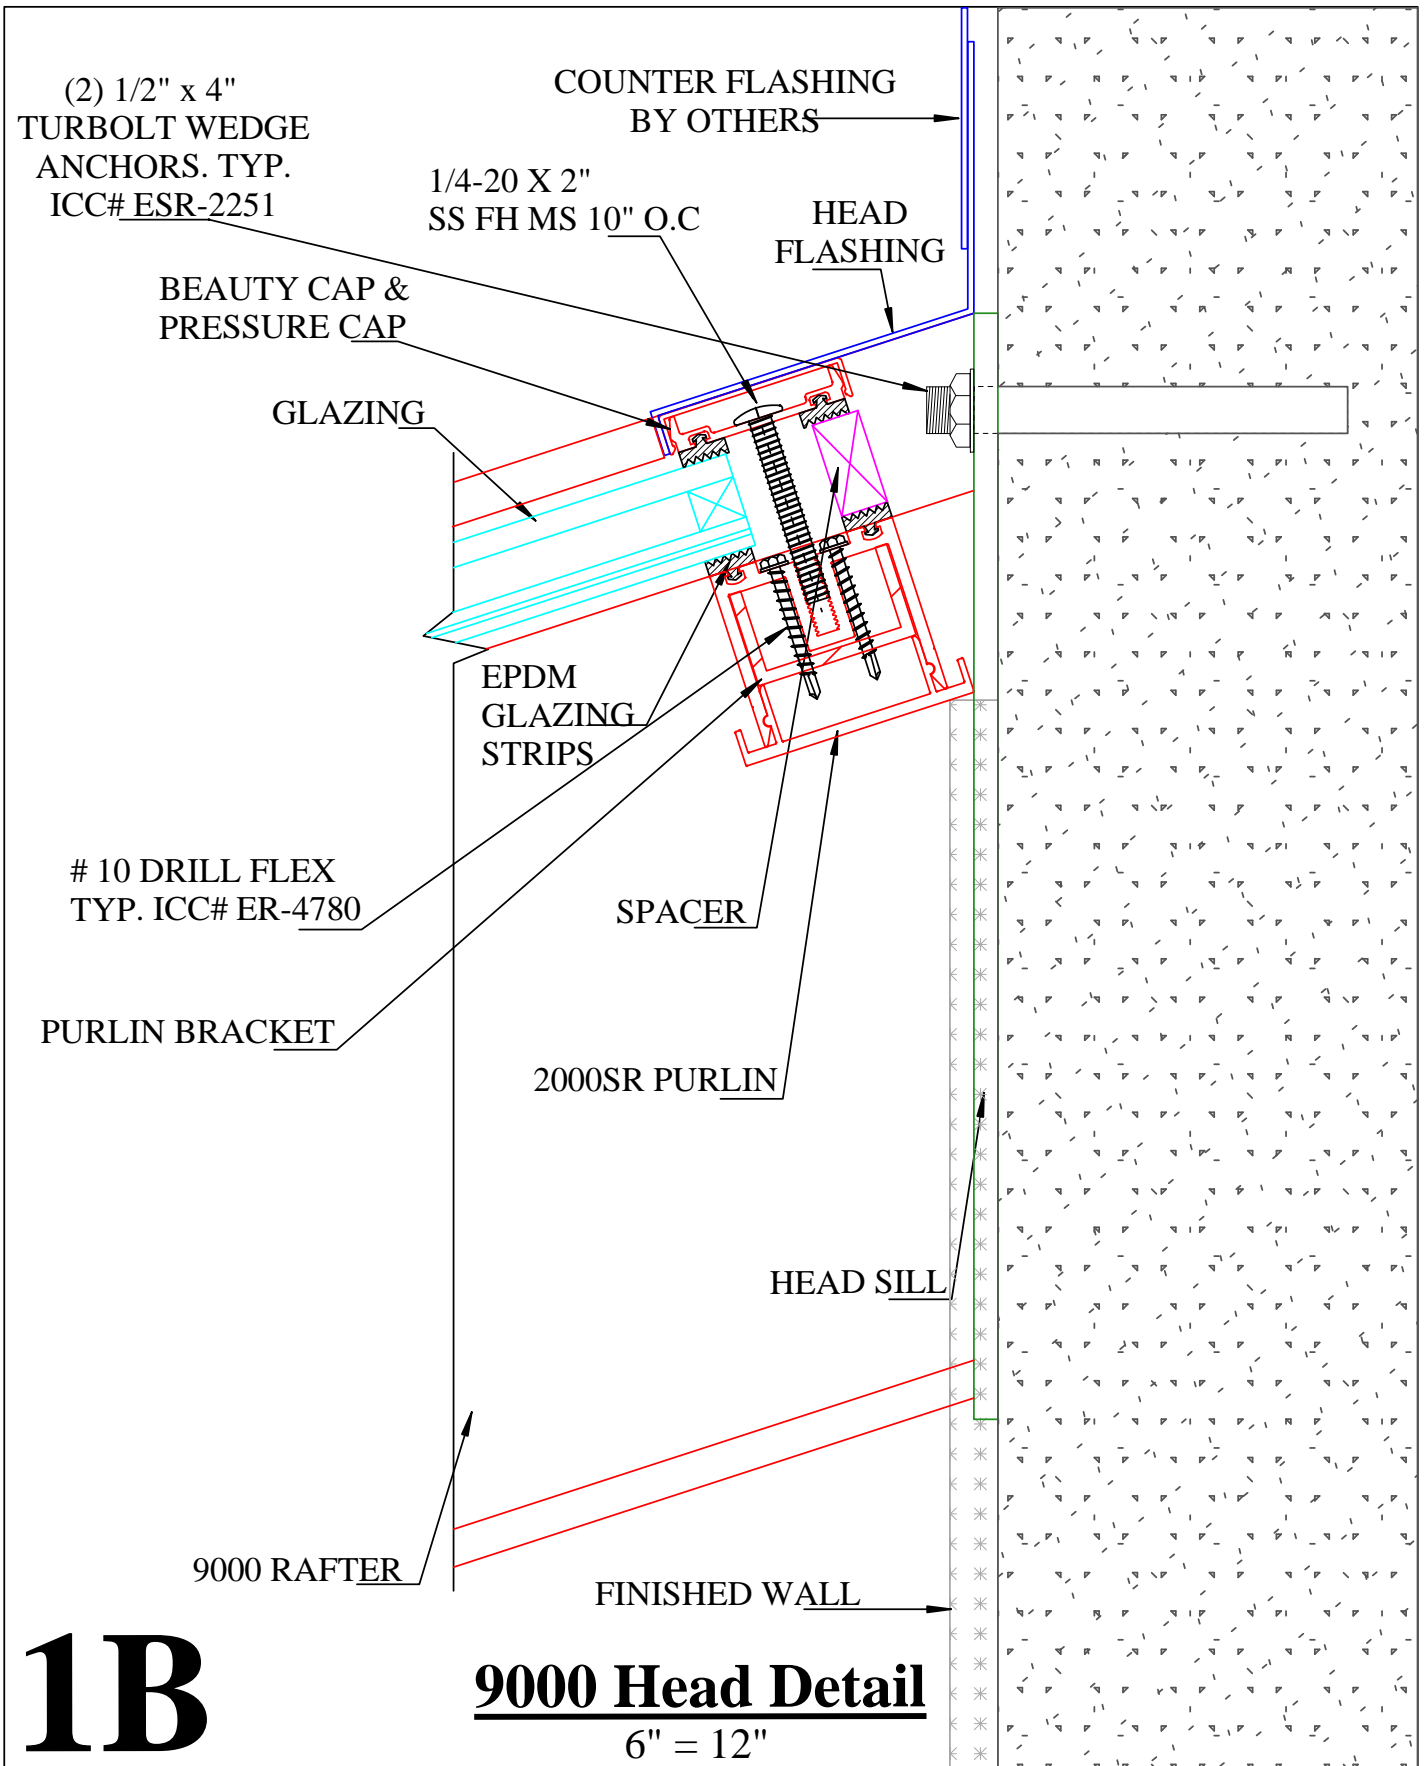 (2) 1/2" x 4"
TURBOLT WEDGE
ANCHORS. TYP.
ICC# ESR-2251
COUNTER FLASHING
BY OTHERS
1/4-20 X 2"
SS FH MS 10" O.C
HEAD
FLASHING
BEAUTY CAP &
PRESSURE CAP
GLAZING
EPDM
GLAZING
STRIPS
# 10 DRILL FLEX
TYP. ICC# ER-4780
SPACER
PURLIN BRACKET
2000SR PURLIN
HEAD SILL
9000 RAFTER
FINISHED WALL
1B
9000 Head Detail
6" = 12"